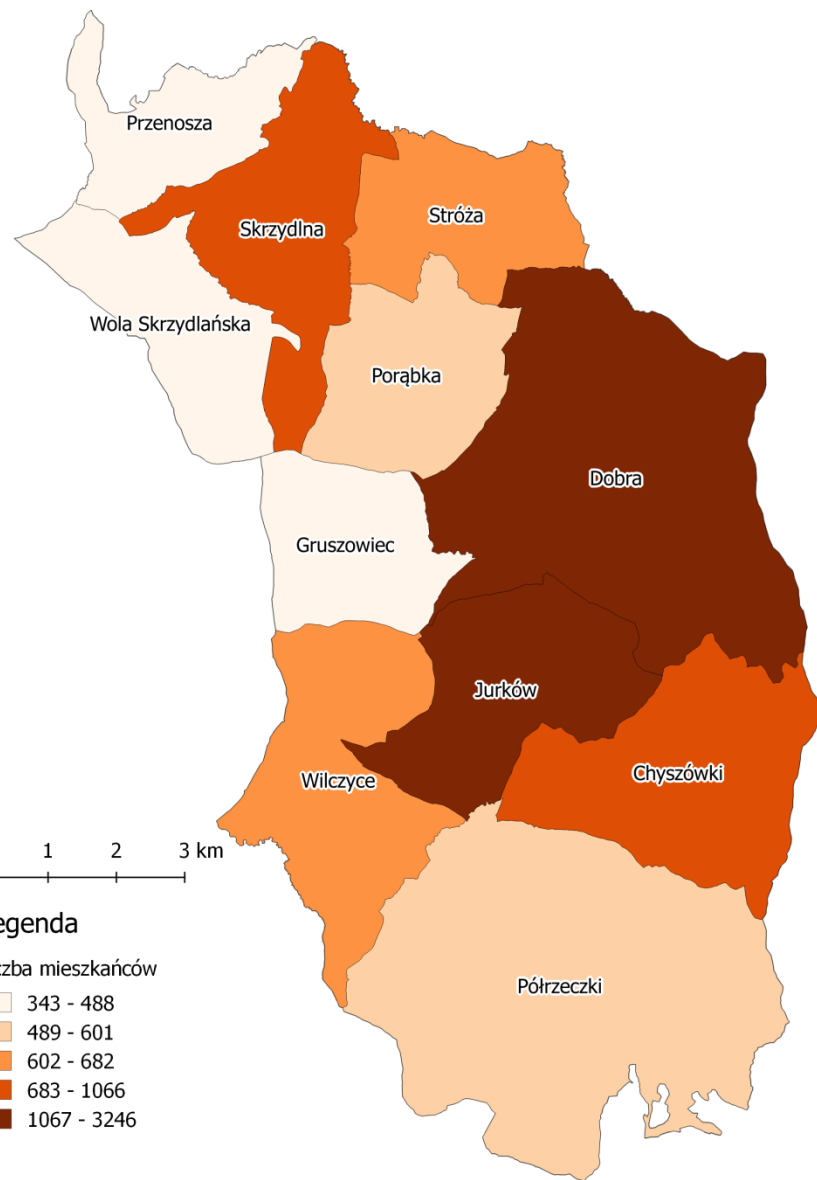 Przenosza
Skrzydlna
Stróża
Wola Skrzydlańska
Porąbka
Dobra
Gruszowiec
Jurków
Chyszówki
Wilczyce
1 2 3 km
egenda
czba mieszkańców
Półrzeczki
343 - 488
489 - 601
602 - 682
683 - 1066
1067 - 3246